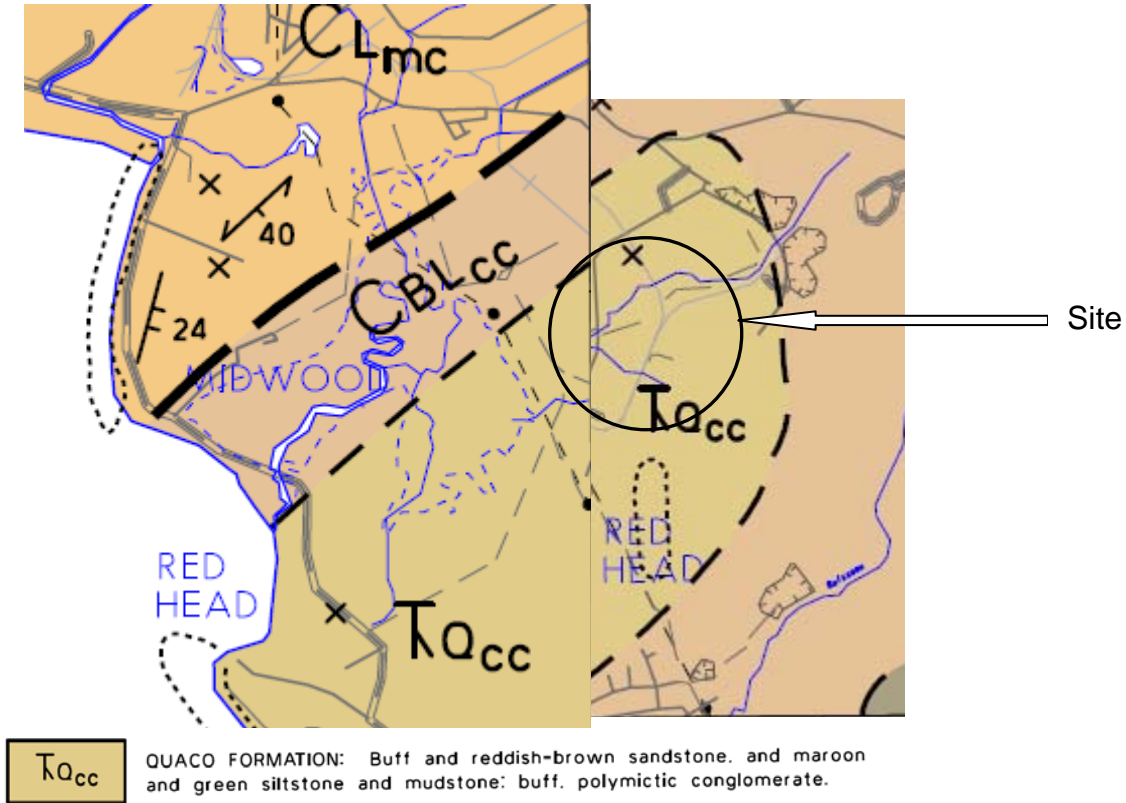 CLmc
40
CBLcc
24
MIDWOOD
Site
TQcc
RED
HEAD
RED
HEAD
TQcc
TQcc
QUACO FORMATION: Buff and reddish-brown sandstone, and maroon
and green siltstone and mudstone; buff, polymictic conglomerate.